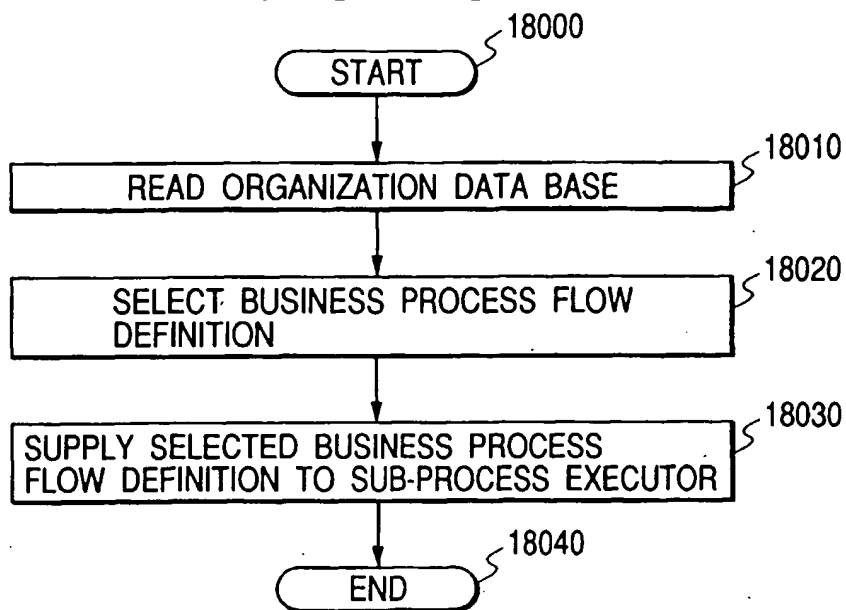 18000
START
18010
READ ORGANIZATION DATA BASE
18020
SELECT BUSINESS PROCESS FLOW
DEFINITION
18030
SUPPLY SELECTED BUSINESS PROCESS
FLOW DEFINITION TO SUB-PROCESS EXECUTOR
18040
END